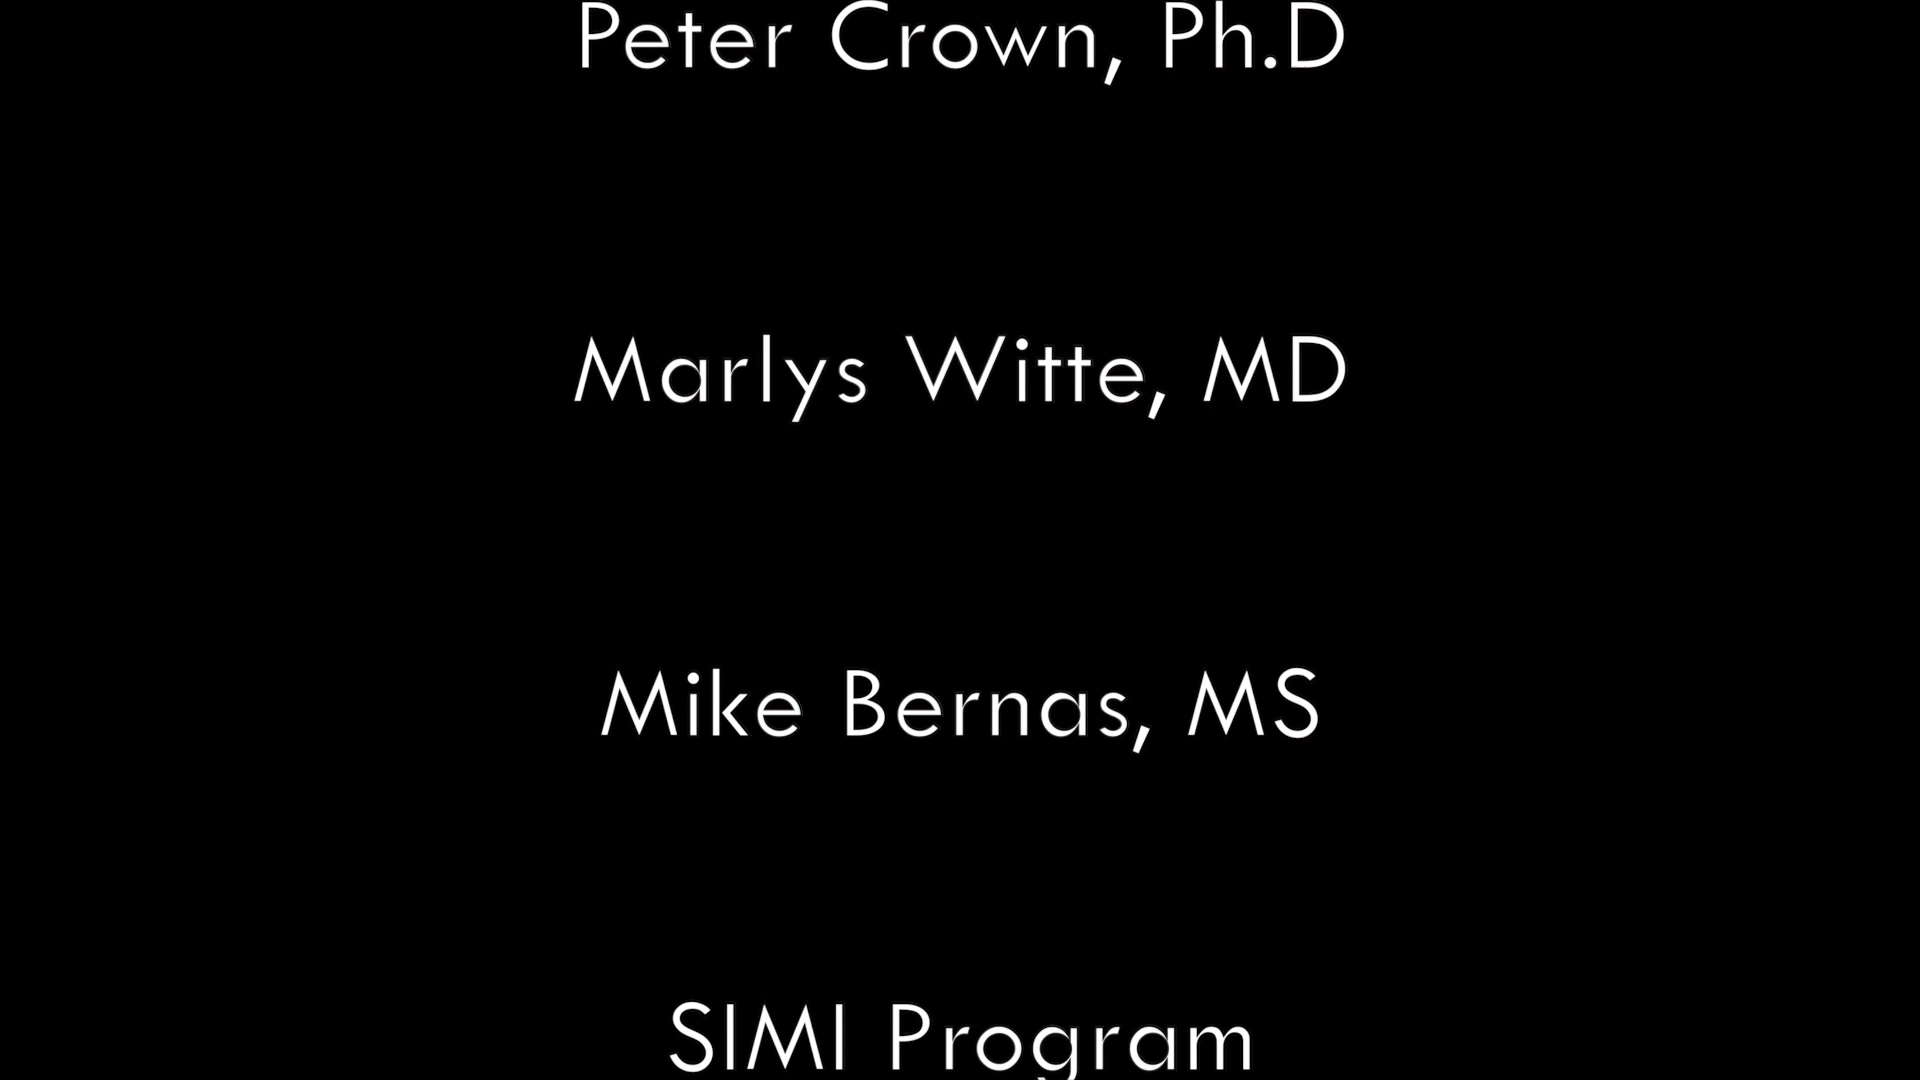 Peter Crown, Ph.D
Marlys Witte, MD
Mike Bernas, MS
SIMI Program